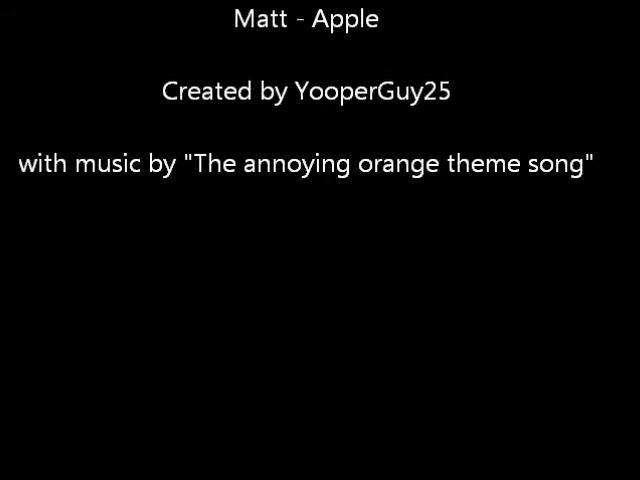 Matt - Apple
Created by YooperGuy25
with music by "The annoying orange theme song"